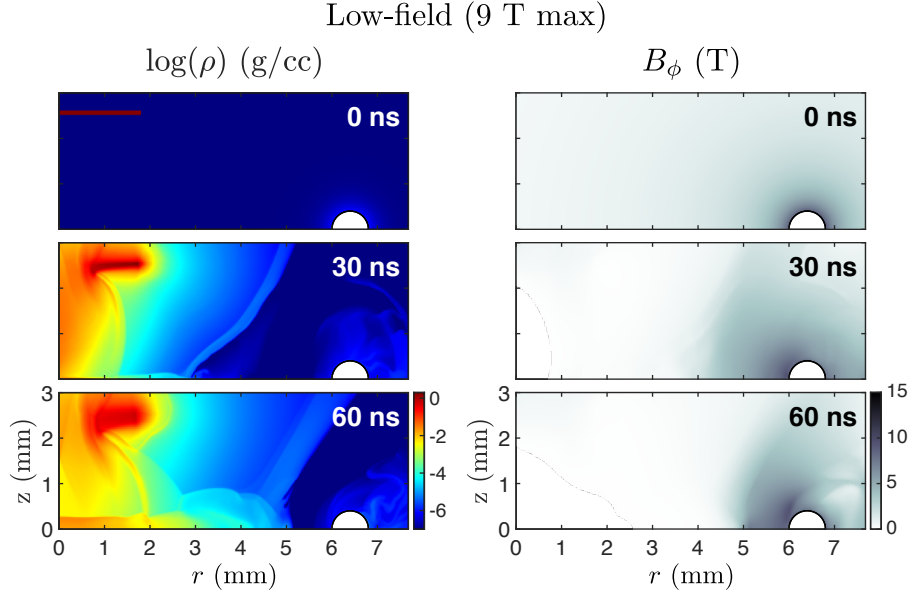 Low-field (9 T max)
log(ρ) (g/cc)
B_ϕ (T)
0 ns
0 ns
30 ns
30 ns
60 ns
60 ns
3
2
1
0
z (mm)
0 1 2 3 4 5 6 7
r (mm)
0
-2
-4
-6
3
2
1
0
z (mm)
0 1 2 3 4 5 6 7
r (mm)
15
10
5
0